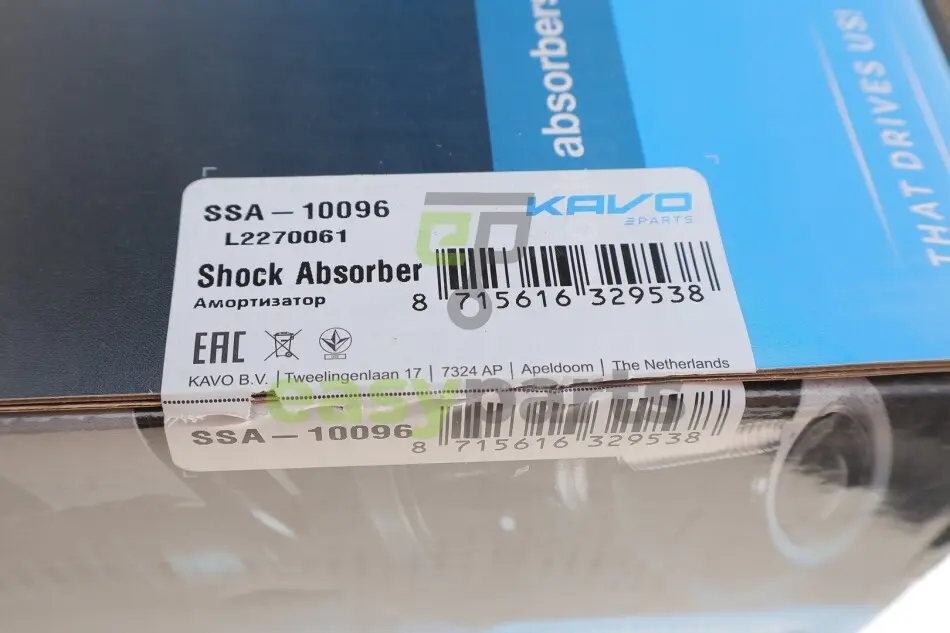 absorbers
THAT DRIVES US!
SSA – 10096
KAVO
PARTS
L2270061
Shock Absorber
Амортизатор
8 715616 329538
EAC
KAVO B.V. | Tweelingenlaan 17 | 7324 AP | Apeldoorn | The Netherlands
easyparts
SSA – 10096
8 715616 329538